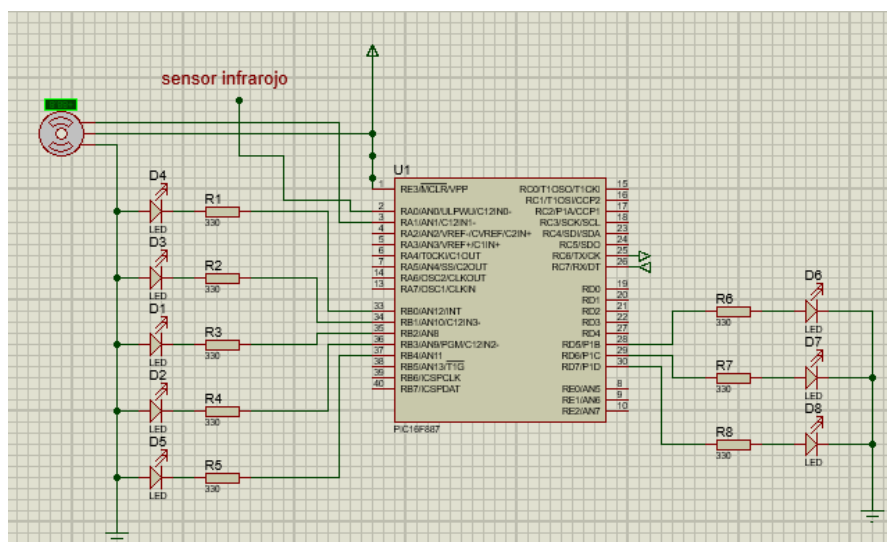 sensor infrarojo
U1
1 RE3/MCLR/VPP
2 RA0/AN0/ULPWU/C12IN0-
3 RA1/AN1/C12IN1-
4 RA2/AN2/VREF-/CVREF/C2IN+
5 RA3/AN3/VREF+/C1IN+
6 RA4/T0CKI/C1OUT
7 RA5/AN4/SS/C2OUT
14 RA6/OSC2/CLKOUT
13 RA7/OSC1/CLKIN
33 RB0/AN12/INT
34 RB1/AN10/C12IN3-
35 RB2/AN8
36 RB3/AN9/PGM/C12IN2-
37 RB4/AN11
38 RB5/AN13/T1G
39 RB6/ICSPCLK
40 RB7/ICSPDAT
RC0/T1OSO/T1CKI 15
RC1/T1OSI/CCP2 16
RC2/P1A/CCP1 17
RC3/SCK/SCL 18
RC4/SDI/SDA 23
RC5/SDO 24
RC6/TX/CK 25
RC7/RX/DT 26
RD0 19
RD1 20
RD2 21
RD3 22
RD4 27
RD5/P1B 28
RD6/P1C 29
RD7/P1D 30
RE0/AN5 8
RE1/AN6 9
RE2/AN7 10
PIC16F887
D4
LED
R1
330
D3
LED
R2
330
D1
LED
R3
330
D2
LED
R4
330
D5
LED
R5
330
R6
330
D6
LED
R7
330
D7
LED
R8
330
D8
LED